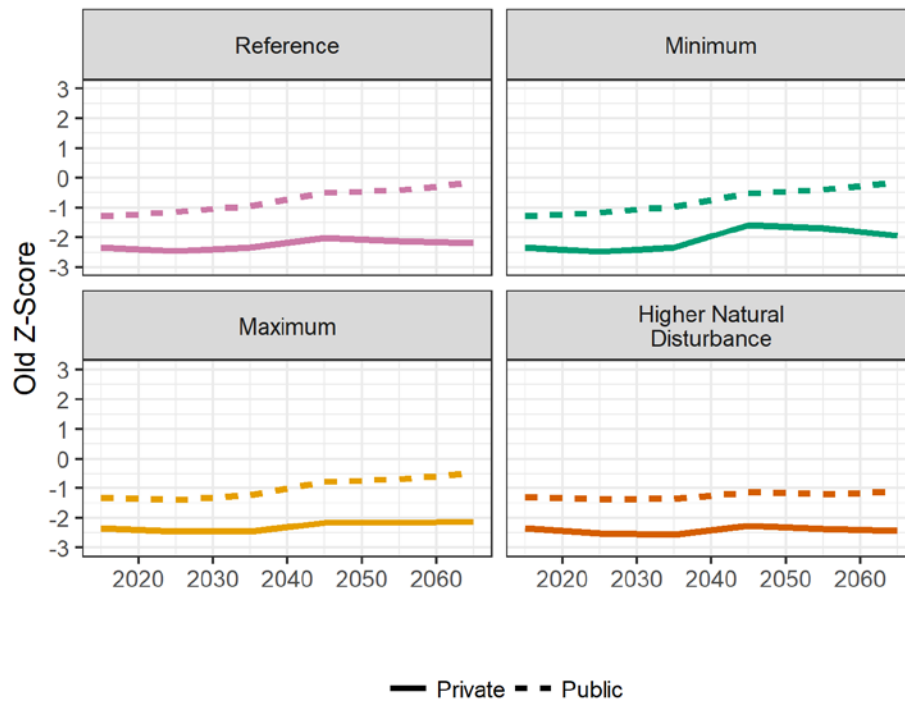 Reference
Minimum
3
2
1
0
-1
-2
-3
Old Z-Score
Maximum
Higher Natural
Disturbance
3
2
1
0
-1
-2
-3
2020 2030 2040 2050 2060
2020 2030 2040 2050 2060
Private Public